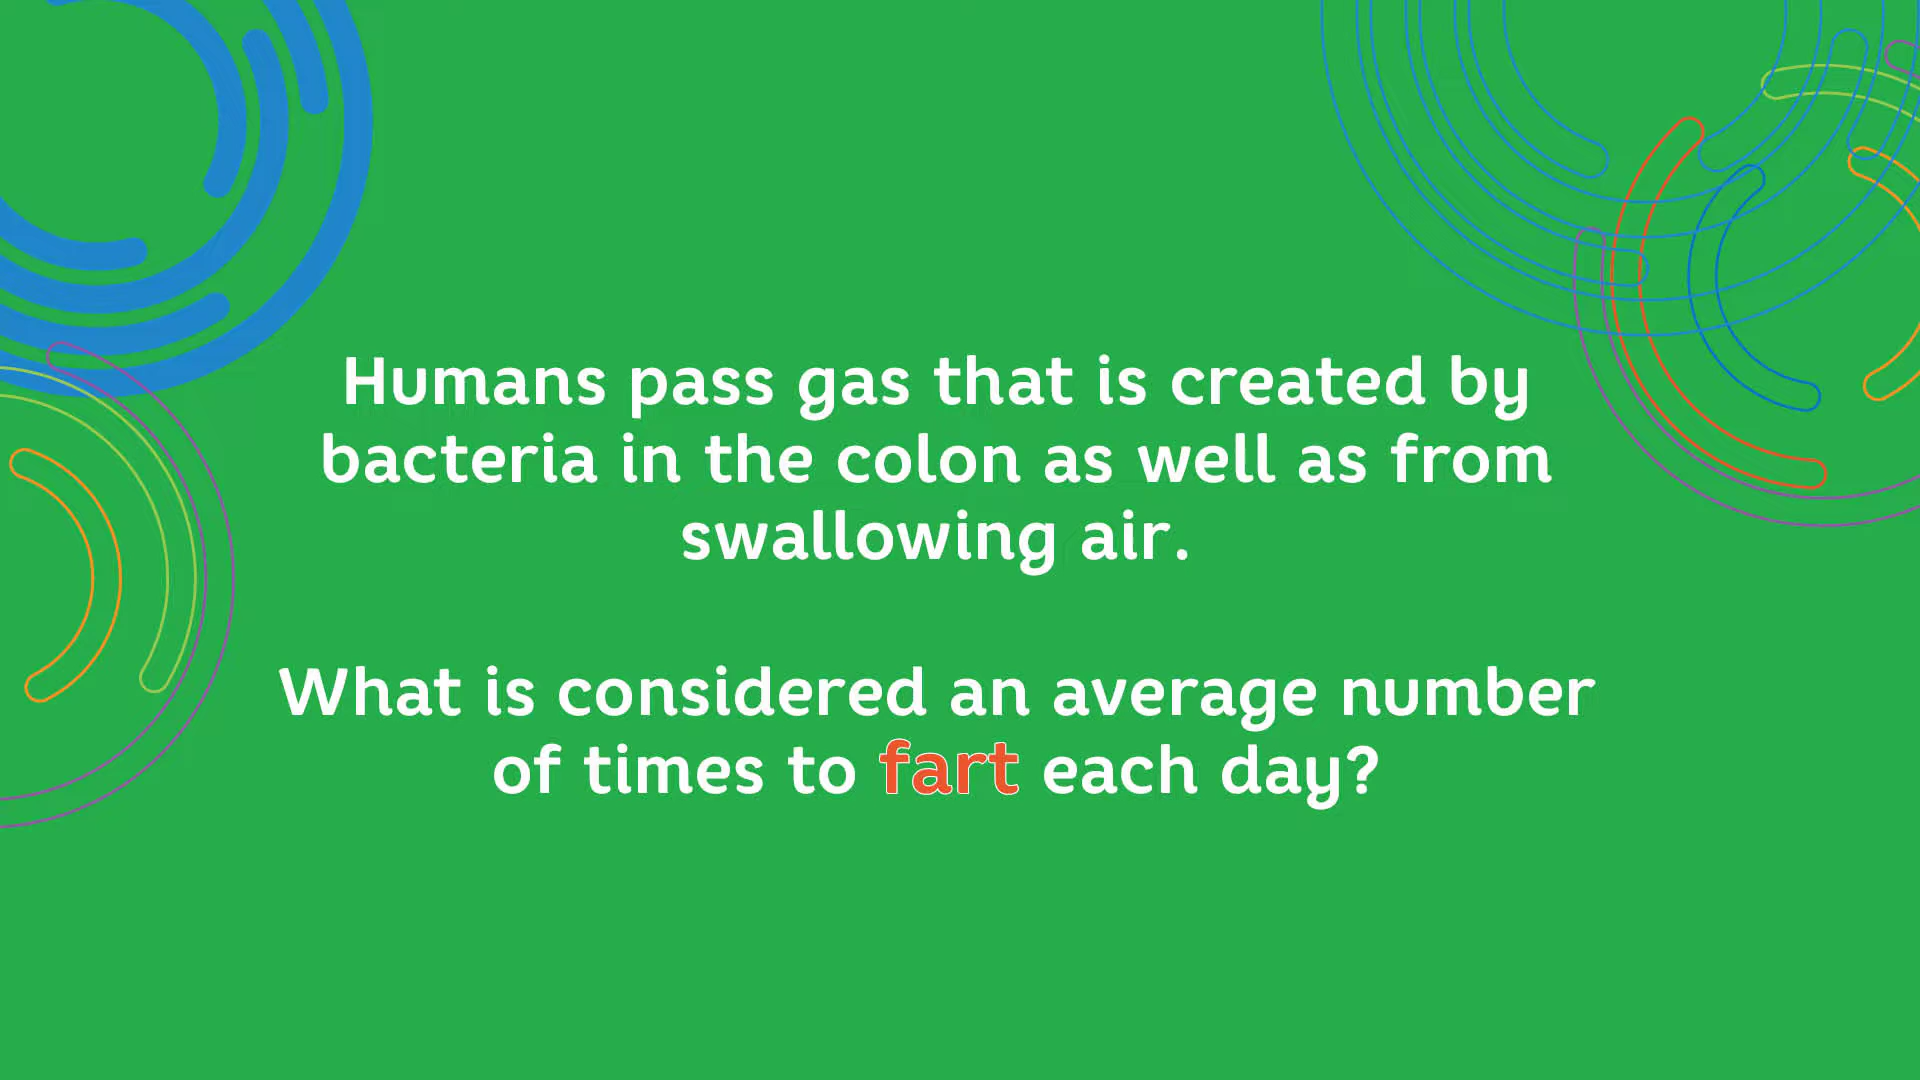 Humans pass gas that is created by
bacteria in the colon as well as from
swallowing air.
What is considered an average number
of times to fart each day?